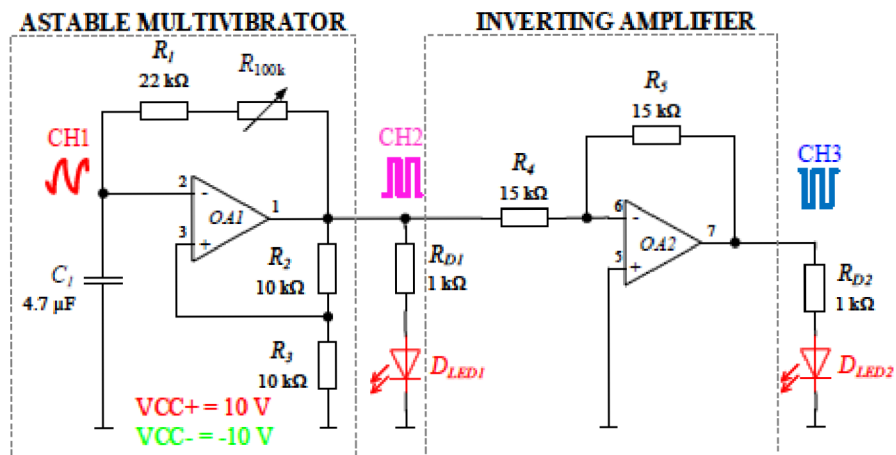 ASTABLE MULTIVIBRATOR
INVERTING AMPLIFIER
R1
22 kΩ
R100k
CH1
2
-
OA1
1
3
+
C1
4.7 µF
R2
10 kΩ
R3
10 kΩ
VCC+ = 10 V
VCC- = -10 V
CH2
RD1
1 kΩ
DLED1
R4
15 kΩ
R5
15 kΩ
6
-
OA2
7
5
+
CH3
RD2
1 kΩ
DLED2